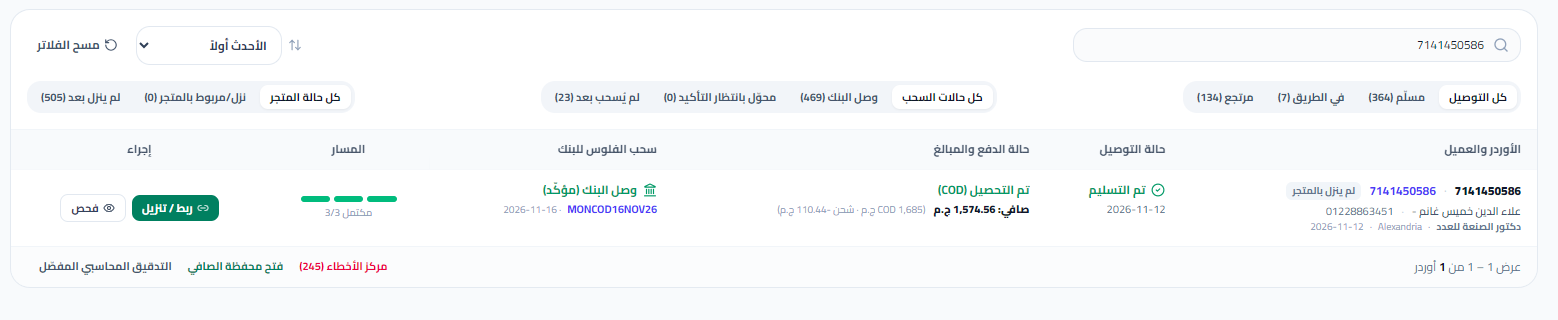 7141450586
الأحدث أولاً
مسح الفلاتر
كل التوصيل مسلّم (364) في الطريق (7) مرتجع (134)
كل حالات السحب وصل البنك (469) محوّل بانتظار التأكيد (0) لم يُسحب بعد (23)
كل حالة المتجر نزل/مربوط بالمتجر (0) لم ينزل بعد (505)
الأوردر والعميل حالة التوصيل حالة الدفع والمبالغ سحب الفلوس للبنك المسار إجراء
7141450586 · 7141450586 لم ينزل بالمتجر
علاء الدين خميس غانم - · 01228863451
دكتور الصنعة للعدد · Alexandria · 2026-11-12
تم التسليم
2026-11-12
تم التحصيل (COD)
صافي: 1,574.56 ج.م (COD 1,685 ج.م · شحن -110.44 ج.م)
وصل البنك (مؤكّد)
MONCOD16NOV26 · 2026-11-16
مكتمل 3/3
ربط / تنزيل
فحص
عرض 1 – 1 من 1 أوردر
مركز الأخطاء (245) فتح محفظة الصافي التدقيق المحاسبي المفصّل